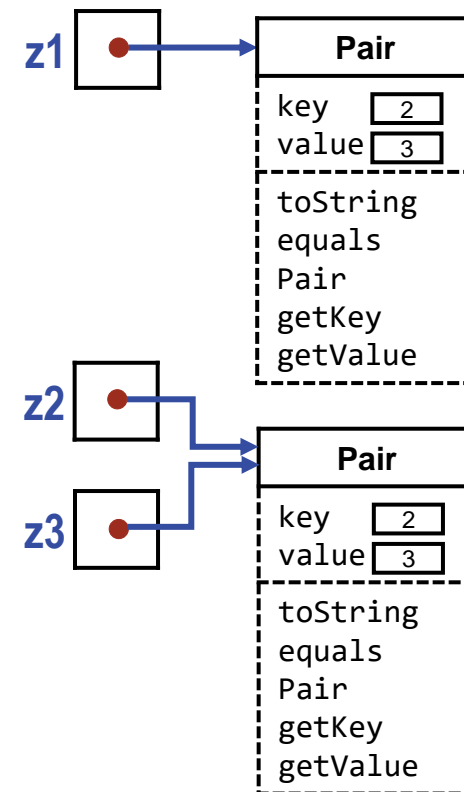 z1
Pair
key 2
value 3
toString
equals
Pair
getKey
getValue
z2
z3
Pair
key 2
value 3
toString
equals
Pair
getKey
getValue